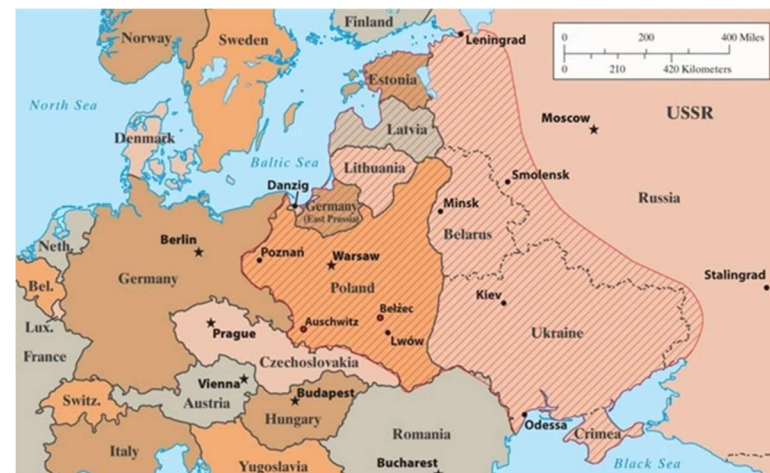 Norway
Sweden
Finland
Leningrad
0 200 400 Miles
0 210 420 Kilometers
Estonia
North Sea
Moscow
USSR
Denmark
Latvia
Baltic Sea
Lithuania
Smolensk
Danzig
Germany
(East Prussia)
Minsk
Russia
Neth.
Berlin
Belarus
Poznań
Warsaw
Germany
Poland
Stalingrad
Bel.
Kiev
Bełżec
Auschwitz
Lux.
Prague
Lwów
Ukraine
France
Czechoslovakia
Vienna
Switz.
Austria
Budapest
Hungary
Odessa
Romania
Crimea
Italy
Yugoslavia
Bucharest
Black Sea